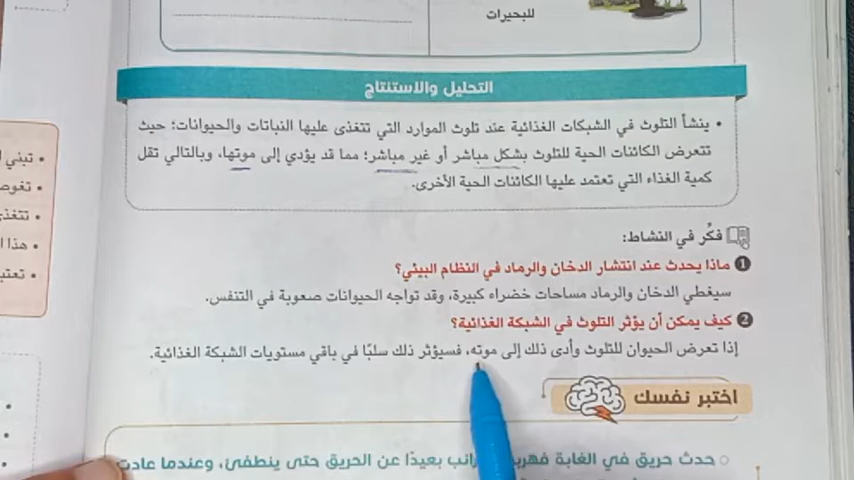 للبحيرات
التحليل والاستنتاج
• ينشأ التلوث في الشبكات الغذائية عند تلوث الموارد التي تتغذى عليها النباتات والحيوانات؛ حيث
تتعرض الكائنات الحية للتلوث بشكل مباشر أو غير مباشر؛ مما قد يؤدي إلى موتها، وبالتالي تقل
كمية الغذاء التي تعتمد عليها الكائنات الحية الأخرى.
فكِّر في النشاط:
1 ماذا يحدث عند انتشار الدخان والرماد في النظام البيئي؟
سيغطي الدخان والرماد مساحات خضراء كبيرة، وقد تواجه الحيوانات صعوبة في التنفس.
2 كيف يمكن أن يؤثر التلوث في الشبكة الغذائية؟
إذا تعرض الحيوان للتلوث وأدى ذلك إلى موته، فسيؤثر ذلك سلبًا في باقي مستويات الشبكة الغذائية.
اختبر نفسك
حدث حريق في الغابة بعيدًا عن الحريق حتى ينطفئ، وعندما عادت
• تبني
• هذا